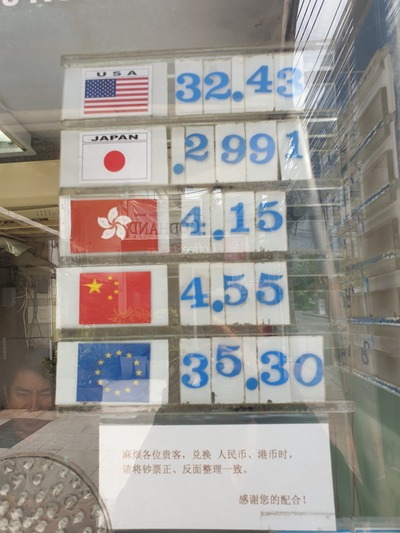 USA
32.43
JAPAN
.2991
4.15
4.55
35.30
麻烦各位贵客，兑换 人民币、港币时，
请将钞票正、反面整理一致。
感谢您的配合！